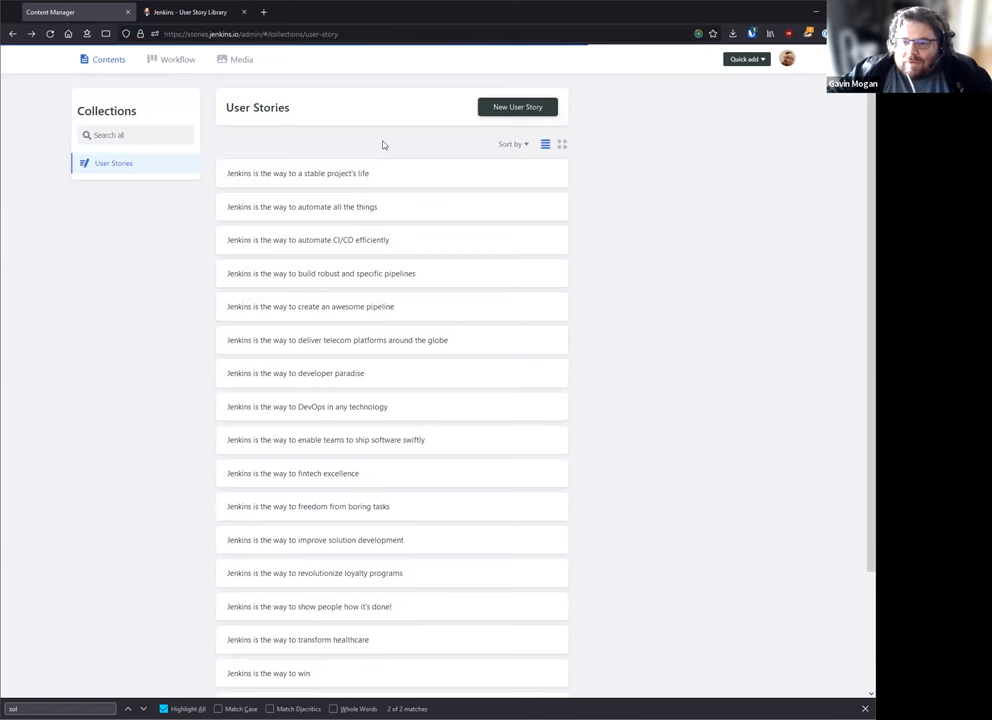 Content Manager
Jenkins - User Story Library
https://stories.jenkins.io/admin/#/collections/user-story
Contents
Workflow
Media
Quick add
Gavin Mogan
Collections
Search all
User Stories
User Stories
New User Story
Sort by
Jenkins is the way to a stable project's life
Jenkins is the way to automate all the things
Jenkins is the way to automate CI/CD efficiently
Jenkins is the way to build robust and specific pipelines
Jenkins is the way to create an awesome pipeline
Jenkins is the way to deliver telecom platforms around the globe
Jenkins is the way to developer paradise
Jenkins is the way to DevOps in any technology
Jenkins is the way to enable teams to ship software swiftly
Jenkins is the way to fintech excellence
Jenkins is the way to freedom from boring tasks
Jenkins is the way to improve solution development
Jenkins is the way to revolutionize loyalty programs
Jenkins is the way to show people how it's done!
Jenkins is the way to transform healthcare
Jenkins is the way to win
sol
Highlight All
Match Case
Match Diacritics
Whole Words
2 of 2 matches